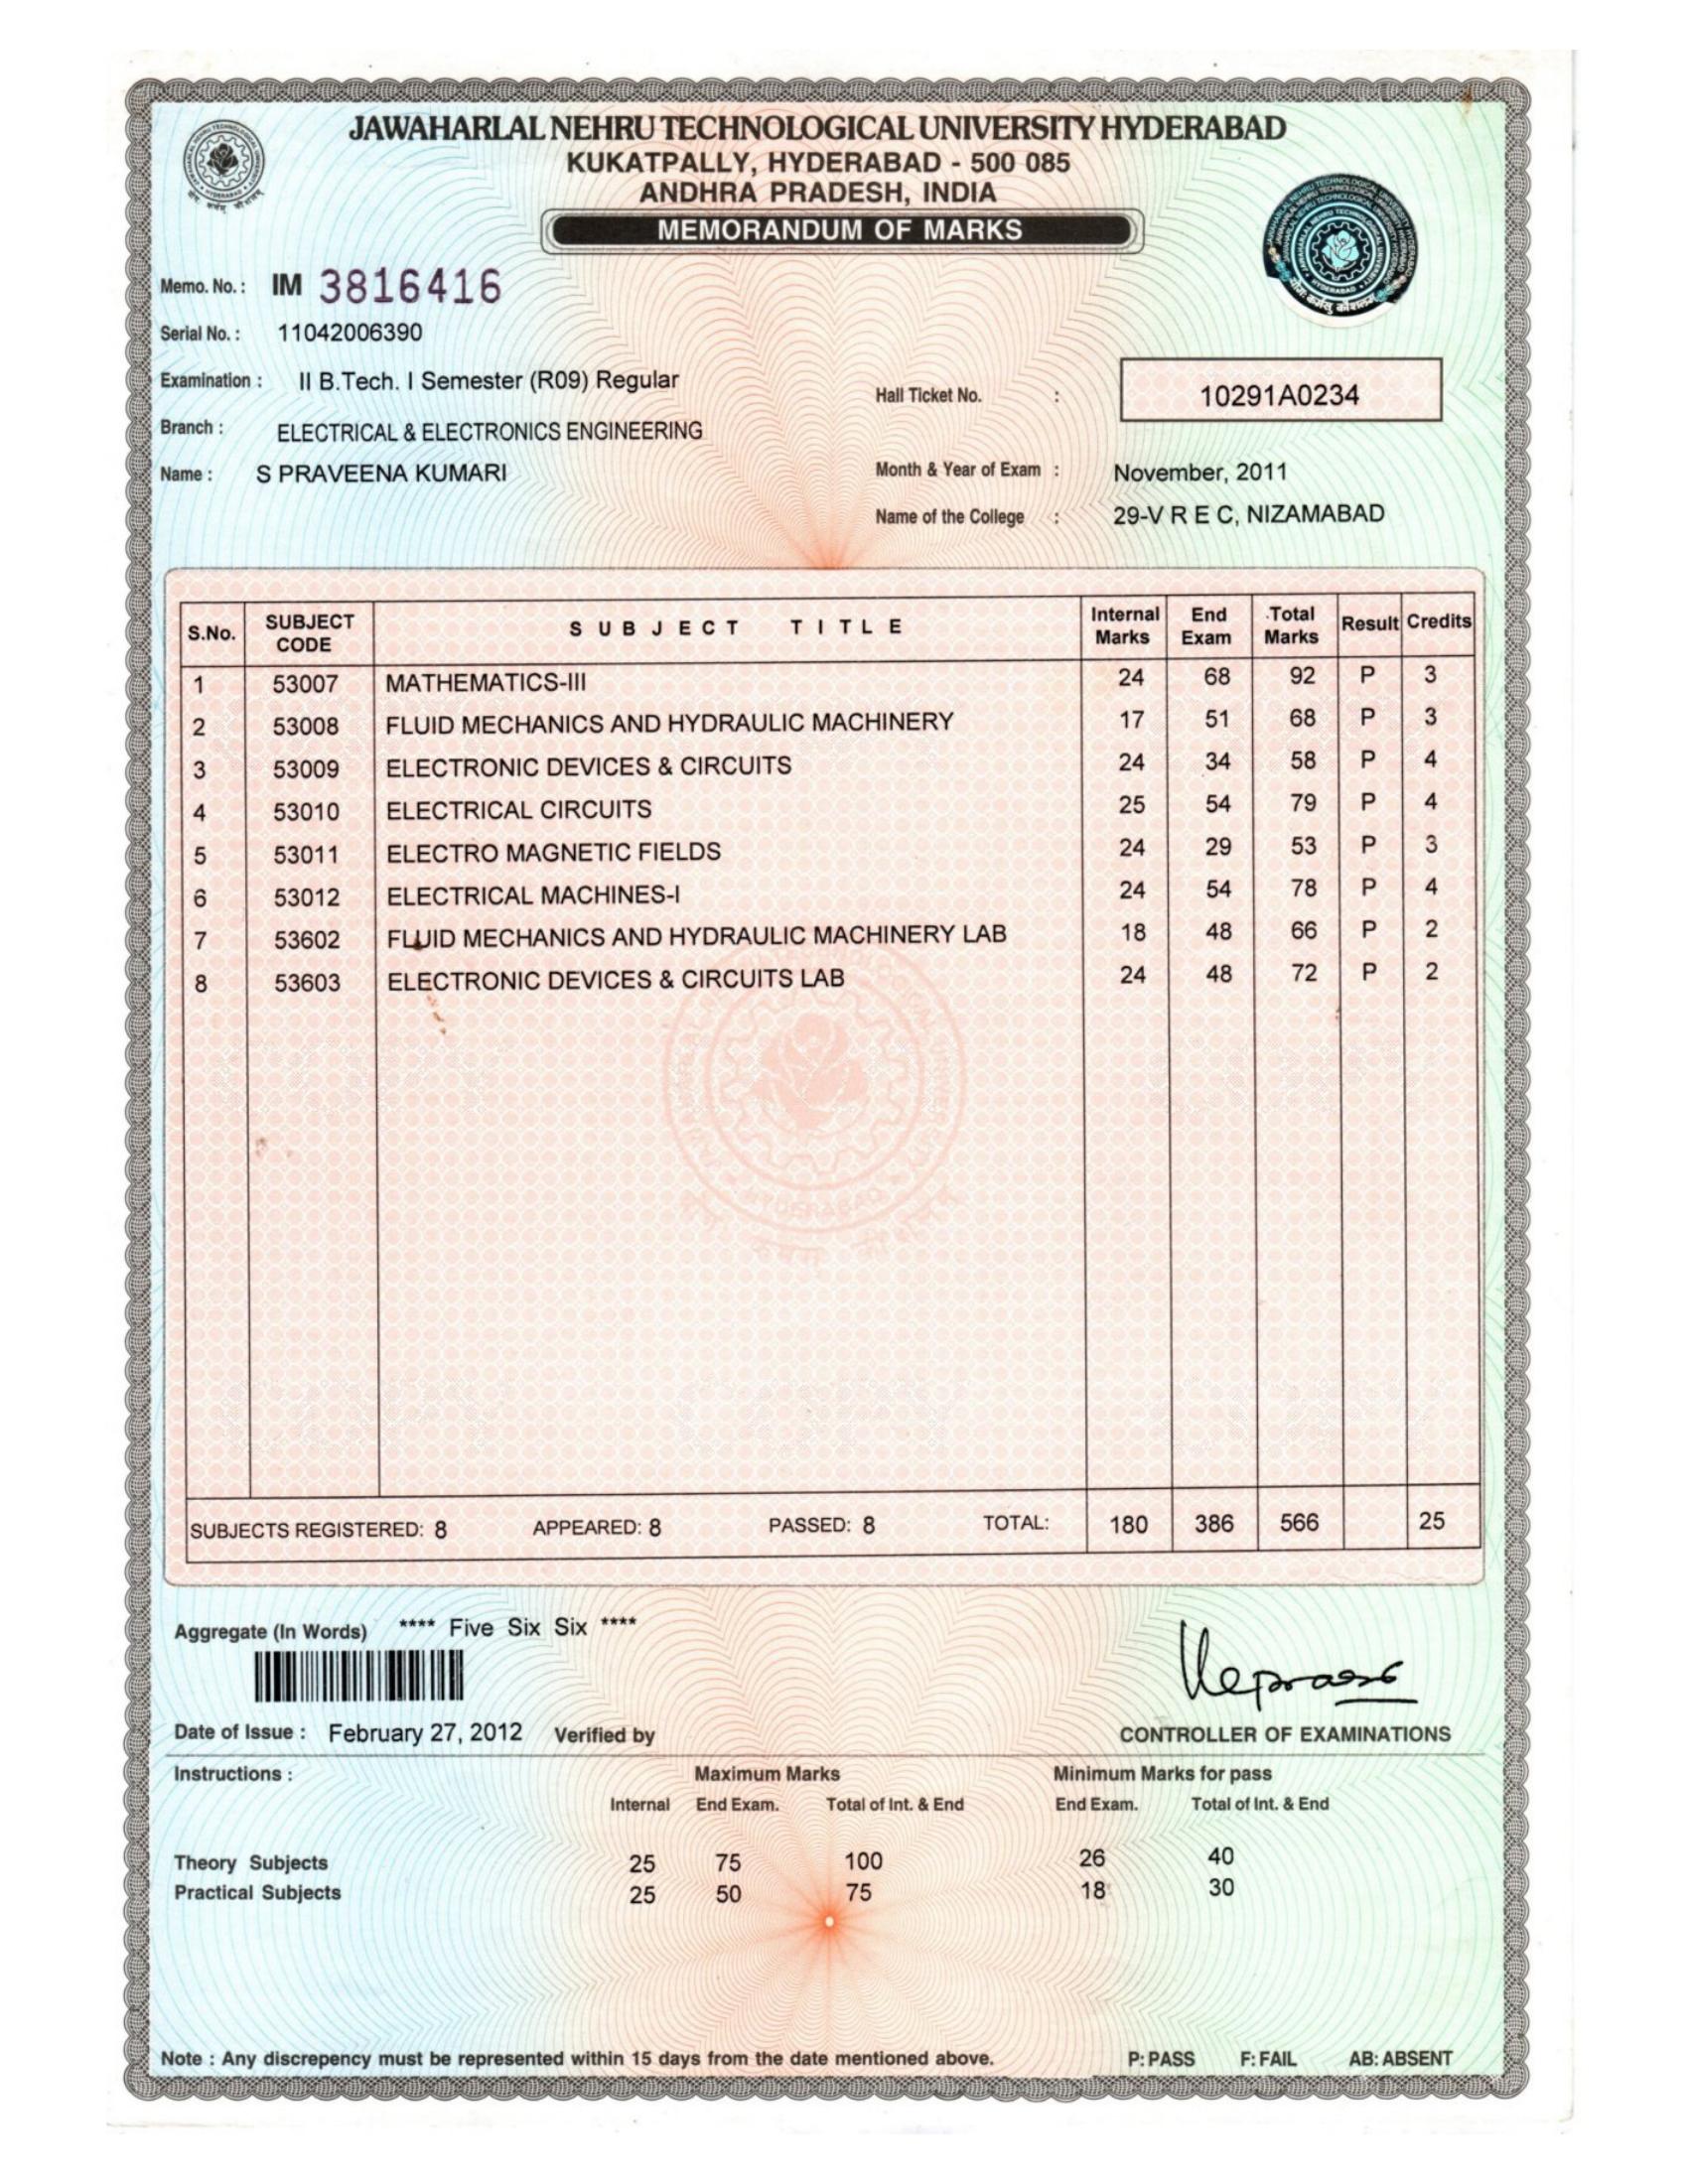 JAWAHARLAL NEHRU TECHNOLOGICAL UNIVERSITY HYDERABAD
KUKATPALLY, HYDERABAD - 500 085
ANDHRA PRADESH, INDIA
MEMORANDUM OF MARKS
Memo. No. : IM 3816416
Serial No. : 11042006390
Examination : II B.Tech. I Semester (R09) Regular
Hall Ticket No. : 10291A0234
Branch : ELECTRICAL & ELECTRONICS ENGINEERING
Name : S PRAVEENA KUMARI
Month & Year of Exam : November, 2011
Name of the College : 29-V R E C, NIZAMABAD
S.No. SUBJECT CODE SUBJECT TITLE Internal Marks End Exam Total Marks Result Credits
1 53007 MATHEMATICS-III 24 68 92 P 3
2 53008 FLUID MECHANICS AND HYDRAULIC MACHINERY 17 51 68 P 3
3 53009 ELECTRONIC DEVICES & CIRCUITS 24 34 58 P 4
4 53010 ELECTRICAL CIRCUITS 25 54 79 P 4
5 53011 ELECTRO MAGNETIC FIELDS 24 29 53 P 3
6 53012 ELECTRICAL MACHINES-I 24 54 78 P 4
7 53602 FLUID MECHANICS AND HYDRAULIC MACHINERY LAB 18 48 66 P 2
8 53603 ELECTRONIC DEVICES & CIRCUITS LAB 24 48 72 P 2
SUBJECTS REGISTERED: 8 APPEARED: 8 PASSED: 8 TOTAL: 180 386 566 25
Aggregate (In Words) **** Five Six Six ****
Date of Issue : February 27, 2012 Verified by CONTROLLER OF EXAMINATIONS
Instructions : Maximum Marks Minimum Marks for pass
Internal End Exam. Total of Int. & End End Exam. Total of Int. & End
Theory Subjects 25 75 100 26 40
Practical Subjects 25 50 75 18 30
Note : Any discrepency must be represented within 15 days from the date mentioned above. P: PASS F: FAIL AB: ABSENT